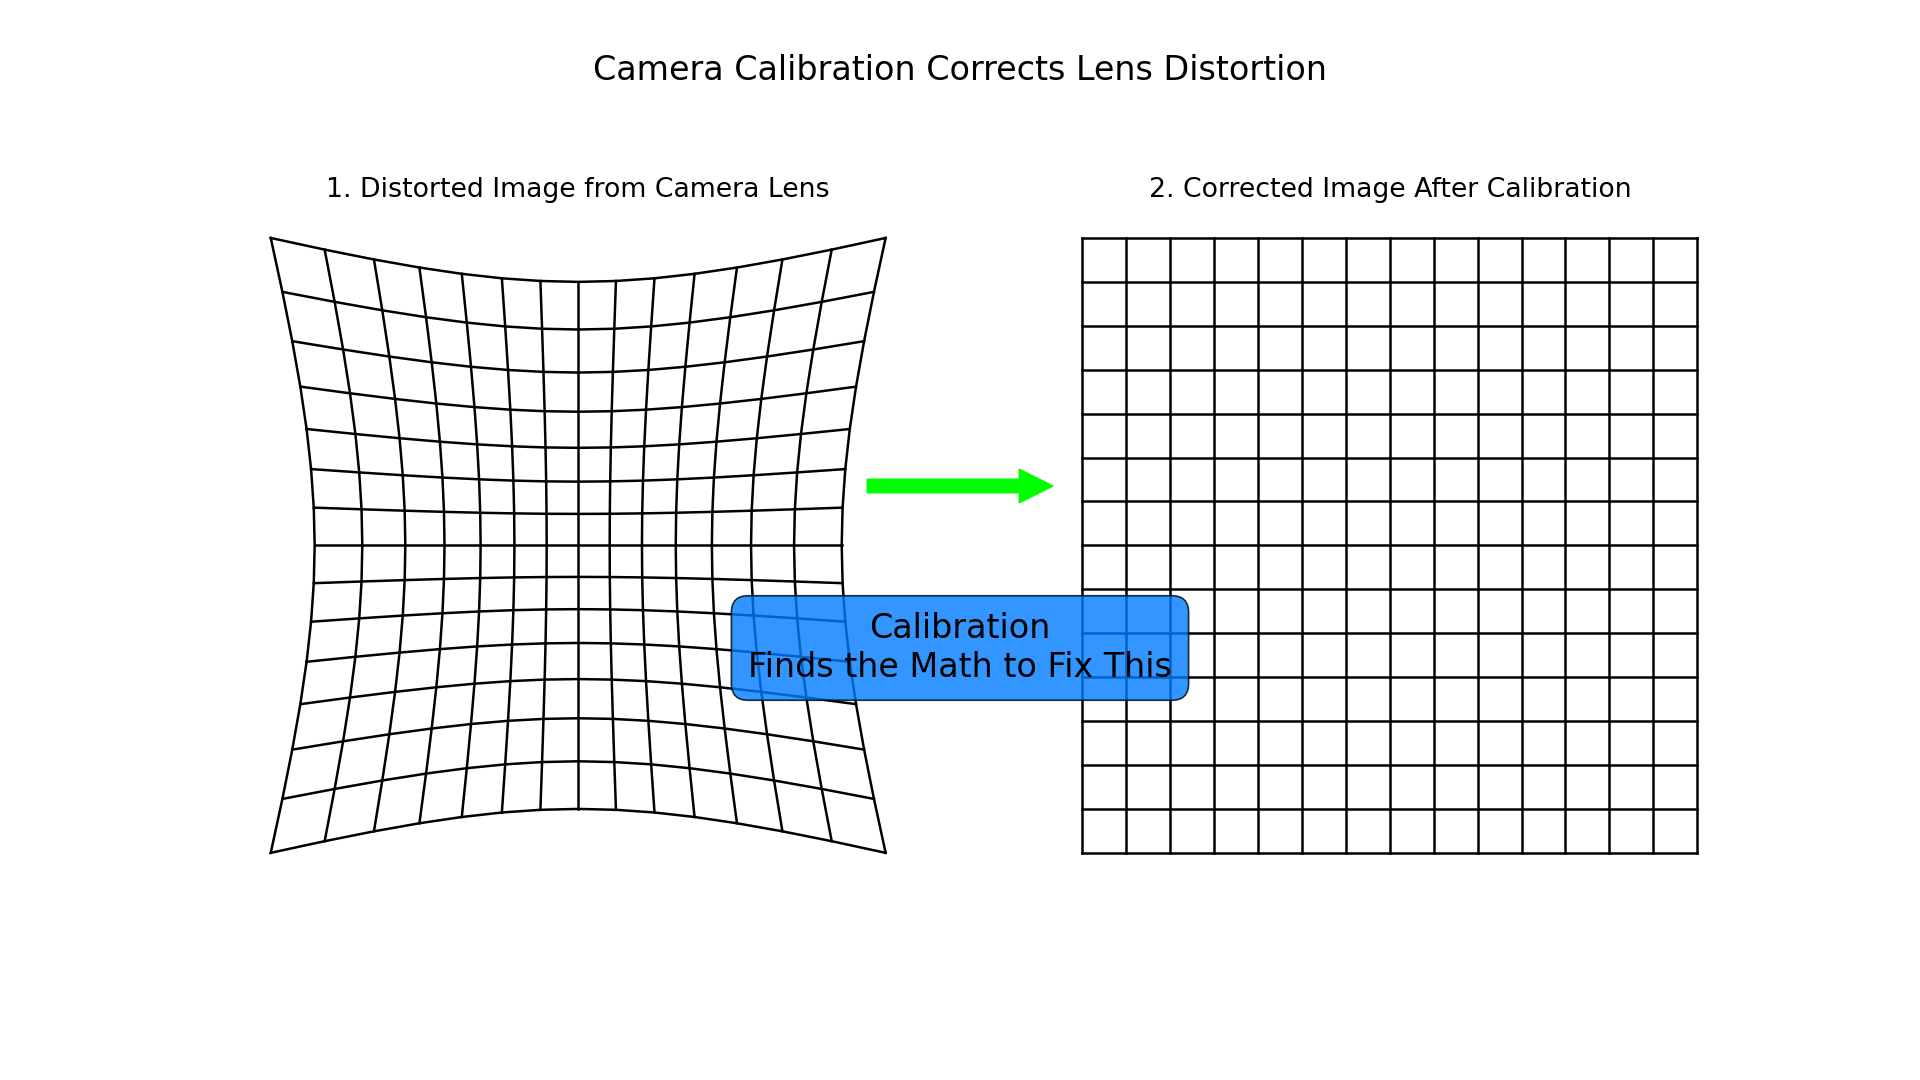 Camera Calibration Corrects Lens Distortion
1. Distorted Image from Camera Lens
2. Corrected Image After Calibration
Calibration
Finds the Math to Fix This